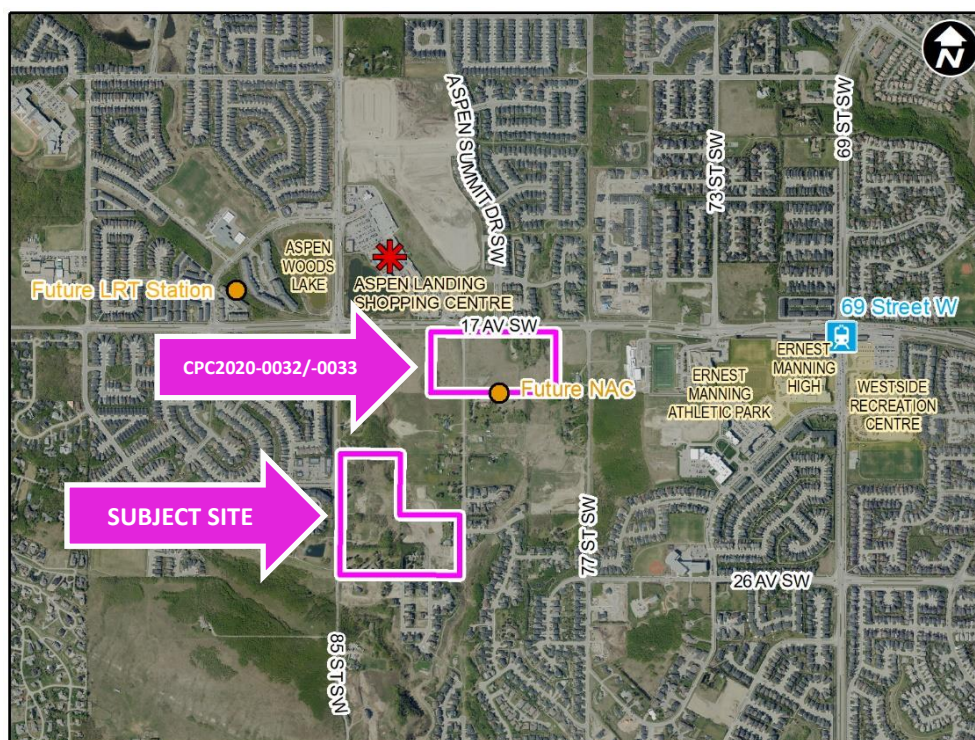 N
69 ST SW
73 ST SW
ASPEN SUMMIT DR SW
ASPEN
WOODS
LAKE
Future LRT Station
ASPEN LANDING
SHOPPING CENTRE
17 AV SW
69 Street W
CPC2020-0032/-0033
Future NAC
ERNEST
MANNING
ATHLETIC PARK
ERNEST
MANNING
HIGH
WESTSIDE
RECREATION
CENTRE
SUBJECT SITE
77 ST SW
26 AV SW
85 ST SW